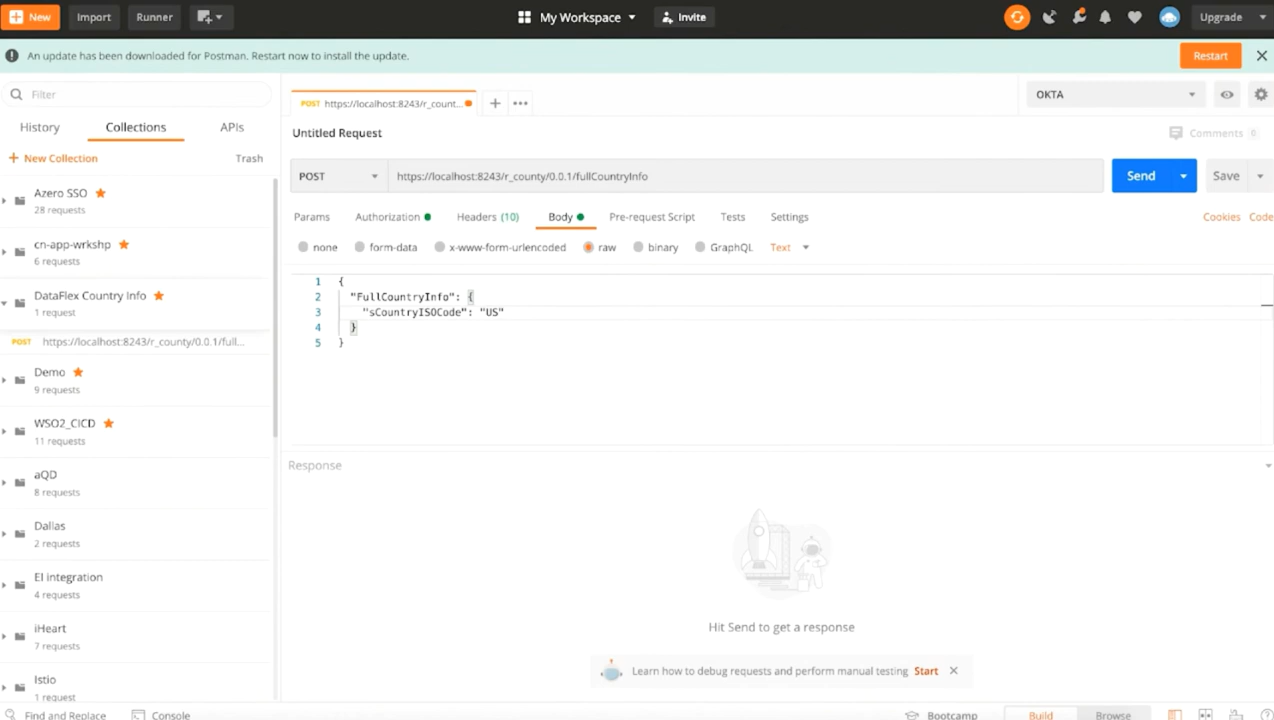 New Import Runner My Workspace Invite Upgrade
An update has been downloaded for Postman. Restart now to install the update. Restart
Filter
History Collections APIs
New Collection Trash
Azero SSO
28 requests
cn-app-wrkshp
6 requests
DataFlex Country Info
1 request
POST https://localhost:8243/r_county/0.0.1/full...
Demo
9 requests
WSO2_CICD
11 requests
aQD
8 requests
Dallas
2 requests
EI integration
4 requests
iHeart
7 requests
Istio
1 request
POST https://localhost:8243/r_count... OKTA
Untitled Request Comments 0
POST https://localhost:8243/r_county/0.0.1/fullCountryInfo Send Save
Params Authorization Headers (10) Body Pre-request Script Tests Settings Cookies Code
none form-data x-www-form-urlencoded raw binary GraphQL Text
1 {
2 "FullCountryInfo": {
3 "sCountryISOCode": "US"
4 }
5 }
Response
Hit Send to get a response
Learn how to debug requests and perform manual testing Start
Find and Replace Console Bootcamp Build Browse